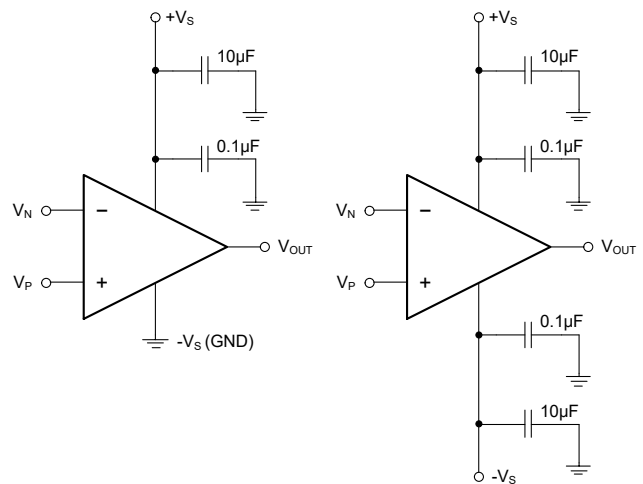 +VS
10µF
0.1µF
VN
−
VP
+
VOUT
-VS (GND)
+VS
10µF
0.1µF
VN
−
VP
+
VOUT
0.1µF
10µF
-VS